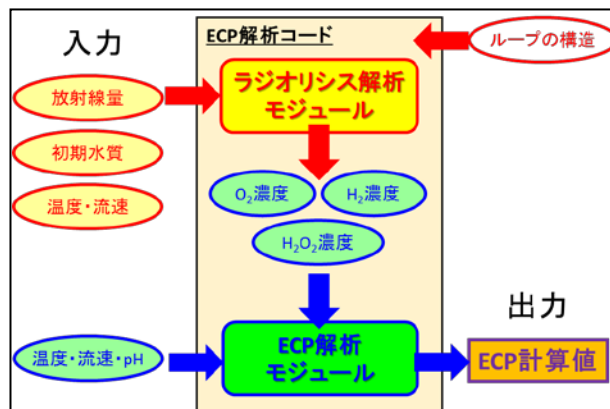 入力
ECP解析コード
ループの構造
放射線量
ラジオリシス解析
モジュール
初期水質
温度・流速
O₂濃度
H₂濃度
H₂O₂濃度
出力
温度・流速・pH
ECP解析
モジュール
ECP計算値